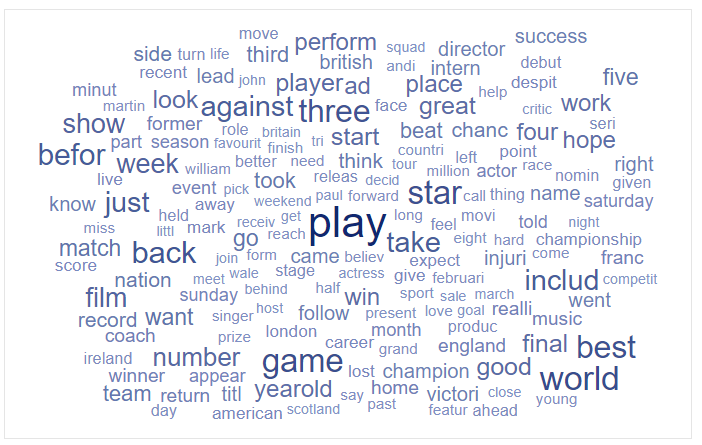 move
side turn life third perform squad director success
recent lead john british andi intern debut
minut martin look against player ad three face place great help despit five
show former role britain start beat chanc critic four work seri
befor part season favourit finish tri think countri left point hope
week william better need releas tour million actor race nomin right
live event pick took decid star call thing name given saturday
know just away weekend paul forward
miss held mark receiv get play long feel movi told night
littl go reach take eight hard championship
match back join form came believ expect injuri come franc
score nation meet wale stage actress give februari includ competit
film sunday behind half win sport sale march went
record want singer host follow present love goal realli music
coach prize london month produc
ireland number game career grand england final best
winner appear lost champion good world
team return titl yearold say home victori close young
day american scotland past featur ahead